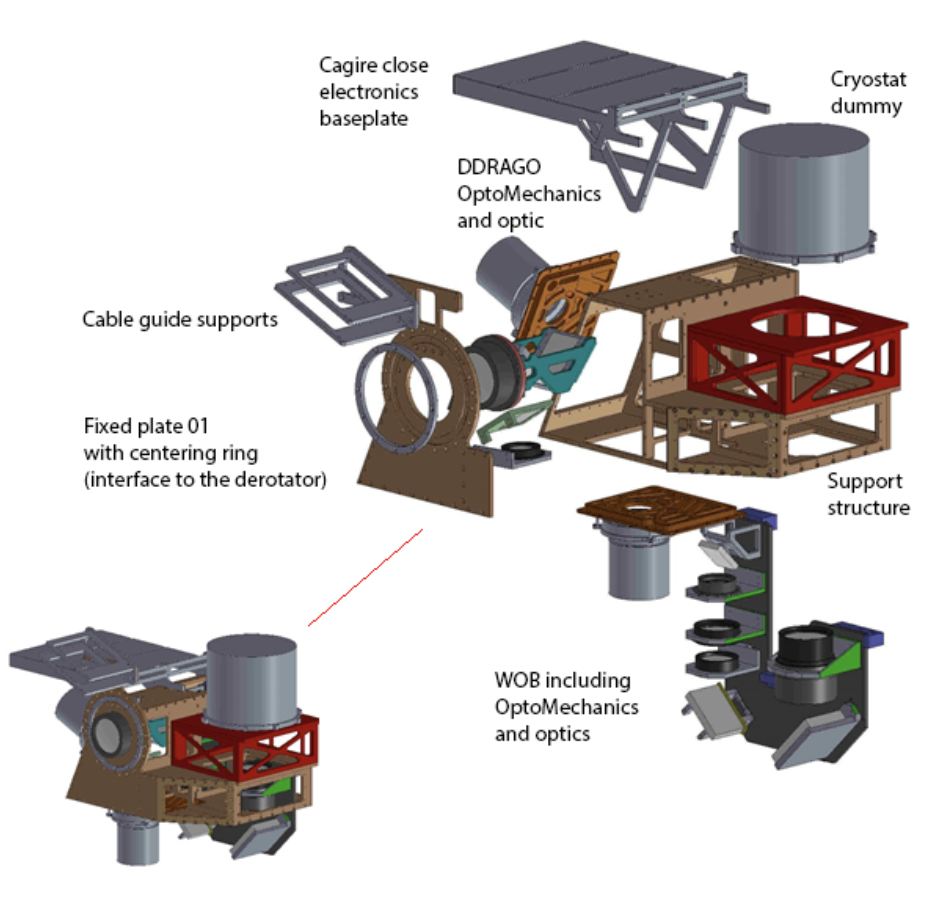 Cagire close
electronics
baseplate
Cryostat
dummy
DDRAGO
OptoMechanics
and optic
Cable guide supports
Fixed plate 01
with centering ring
(interface to the derotator)
Support
structure
WOB including
OptoMechanics
and optics